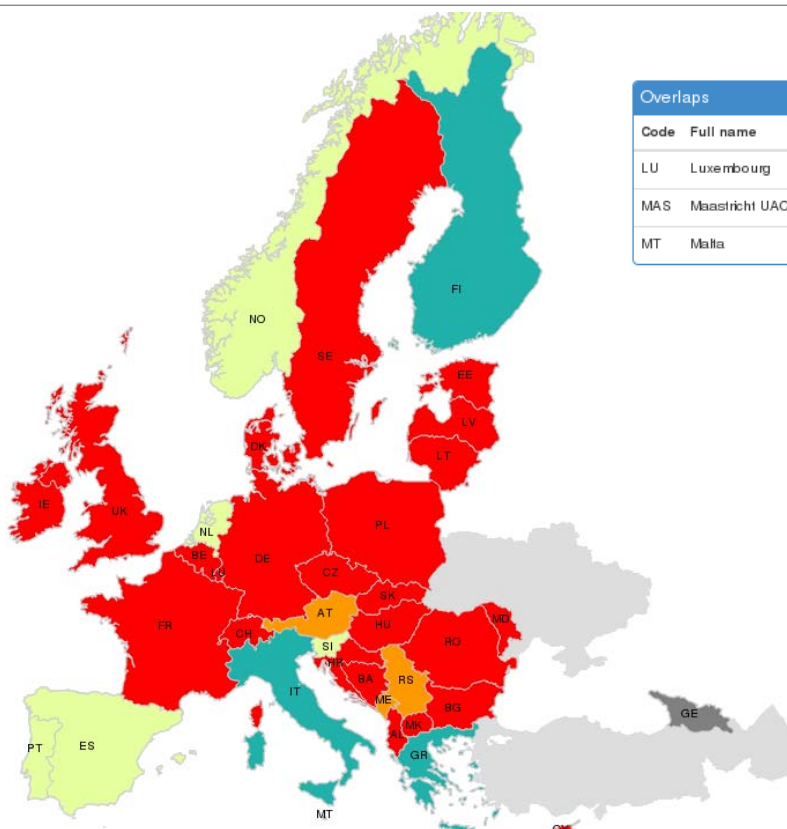 Overlaps
Code Full name
LU Luxembourg
MAS Maastricht UAC
MT Malta
FI
NO
SE
EE
LV
LT
DK
IE
UK
NL
PL
BE
DE
LU
CZ
SK
AT
HU
MD
FR
CH
RO
SI
HR
BA
RS
IT
ME
BG
GE
MK
AL
PT
ES
GR
MT